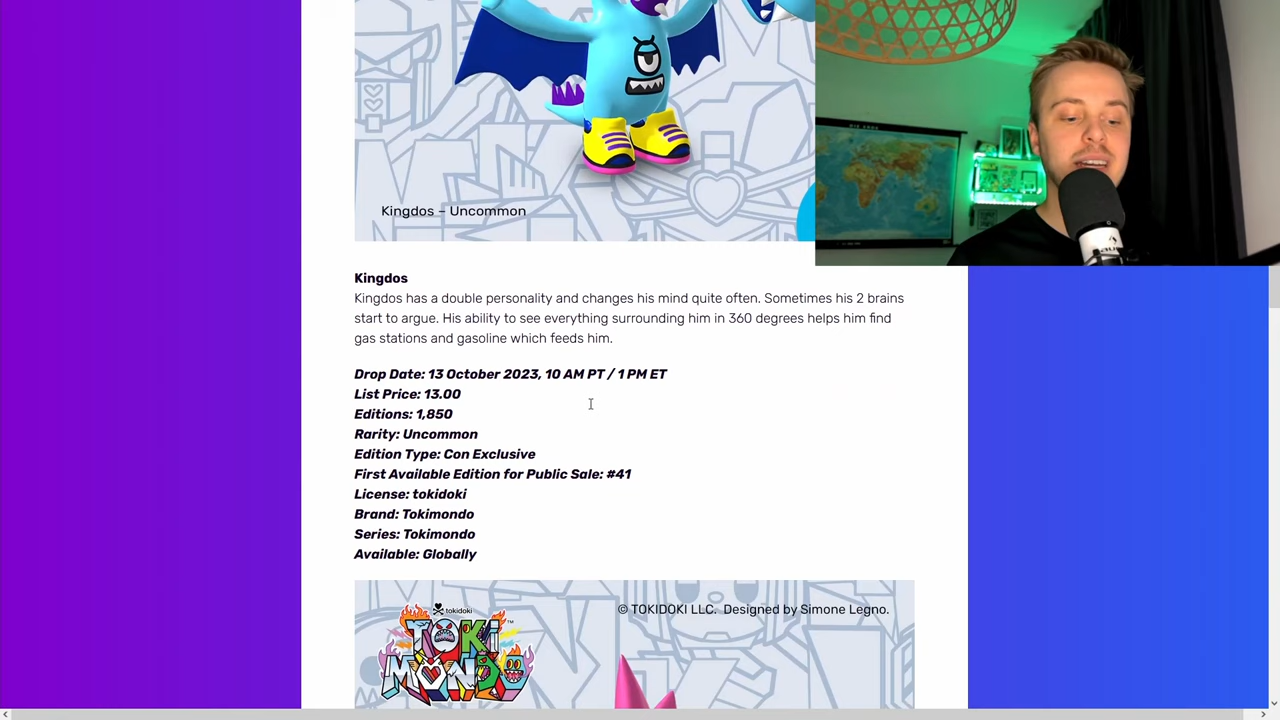 Kingdos – Uncommon
Kingdos
Kingdos has a double personality and changes his mind quite often. Sometimes his 2 brains
start to argue. His ability to see everything surrounding him in 360 degrees helps him find
gas stations and gasoline which feeds him.
Drop Date: 13 October 2023, 10 AM PT / 1 PM ET
List Price: 13.00
Editions: 1,850
Rarity: Uncommon
Edition Type: Con Exclusive
First Available Edition for Public Sale: #41
License: tokidoki
Brand: Tokimondo
Series: Tokimondo
Available: Globally
tokidoki
TOKI
MONDO
™
© TOKIDOKI LLC. Designed by Simone Legno.